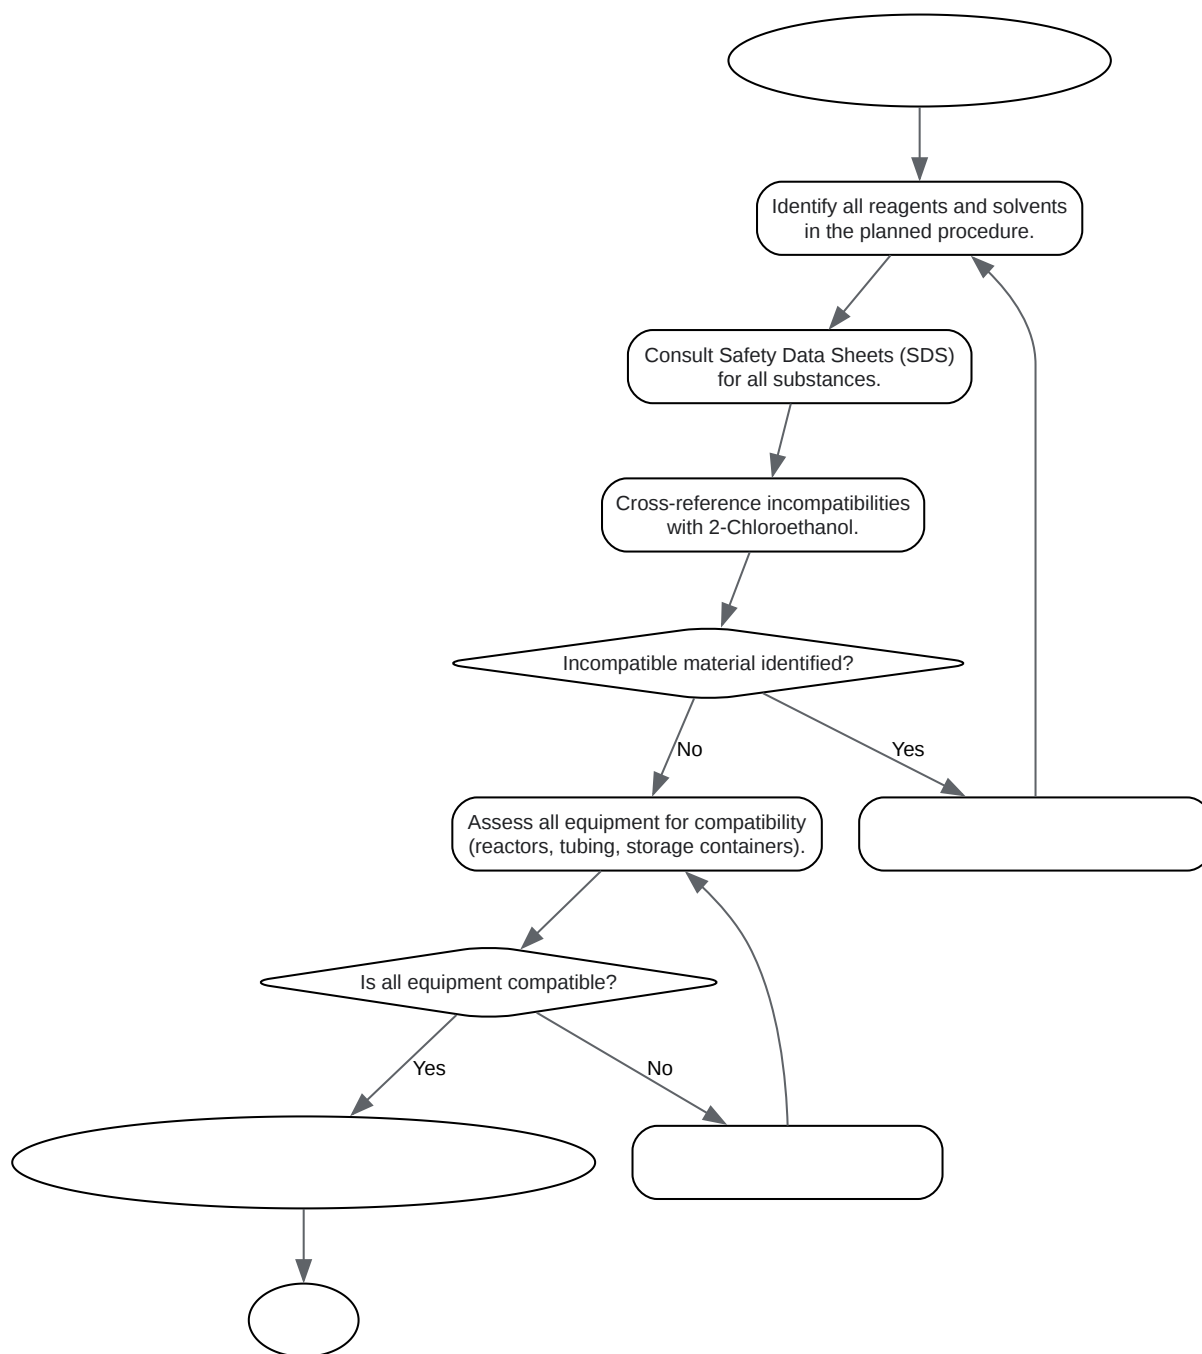 Identify all reagents and solvents
in the planned procedure.
Consult Safety Data Sheets (SDS)
for all substances.
Cross-reference incompatibilities
with 2-Chloroethanol.
Incompatible material identified?
No
Yes
Assess all equipment for compatibility
(reactors, tubing, storage containers).
Is all equipment compatible?
Yes
No